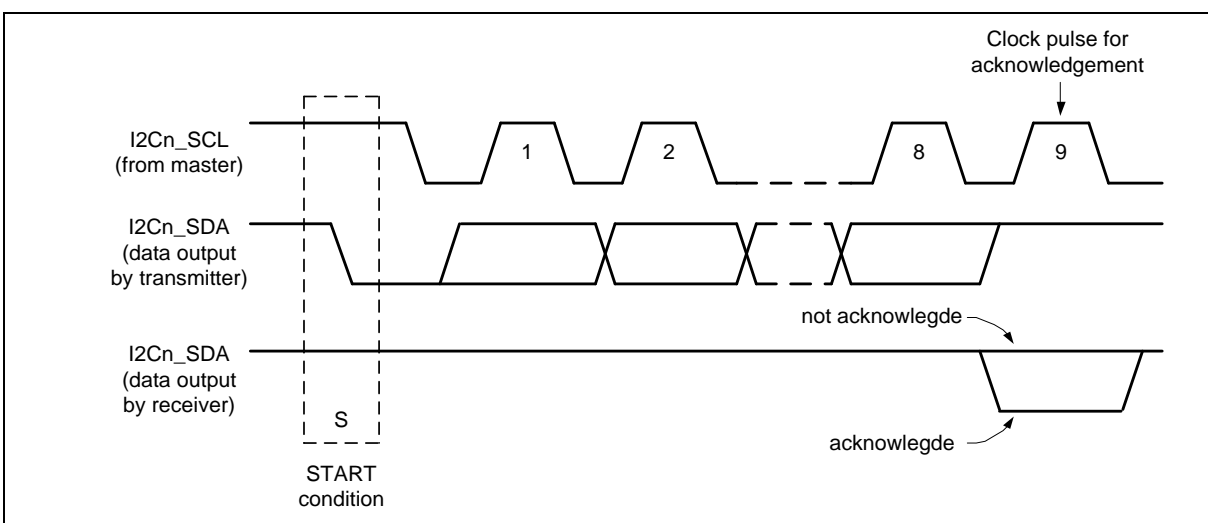 Clock pulse for
acknowledgement
I2Cn_SCL
(from master)
1
2
8
9
I2Cn_SDA
(data output
by transmitter)
not acknowlegde
I2Cn_SDA
(data output
by receiver)
S
acknowlegde
START
condition